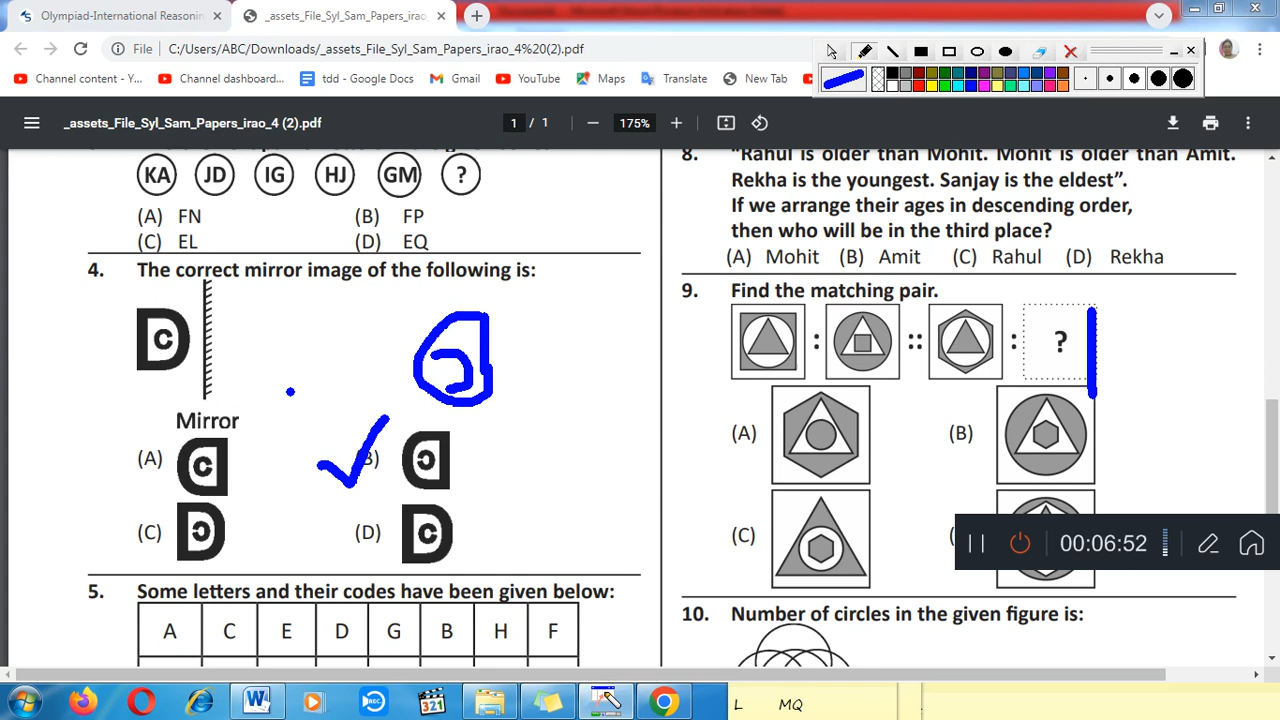 Olympiad-International Reasonin
_assets_File_Syl_Sam_Papers_irao_
File C:/Users/ABC/Downloads/_assets_File_Syl_Sam_Papers_irao_4%20(2).pdf
Channel content - Y... Channel dashboard... tbd - Google Docs Gmail YouTube Maps Translate New Tab
_assets_File_Syl_Sam_Papers_irao_4 (2).pdf 1 / 1 175%
KA JD IG HJ GM ?
(A) FN (B) FP
(C) EL (D) EQ
4. The correct mirror image of the following is:
Dc
Mirror
(A) (B)
(C) (D)
5. Some letters and their codes have been given below:
A C E D G B H F
8. "Rahul is older than Mohit. Mohit is older than Amit.
Rekha is the youngest. Sanjay is the eldest".
If we arrange their ages in descending order,
then who will be in the third place?
(A) Mohit (B) Amit (C) Rahul (D) Rekha
9. Find the matching pair.
: :: : ?
(A) (B)
(C)
10. Number of circles in the given figure is:
00:06:52
W REC 321
L MQ